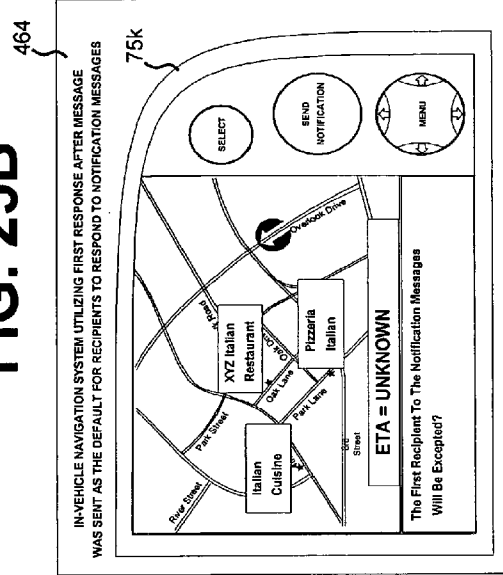 464
IN-VEHICLE NAVIGATION SYSTEM UTILIZING FIRST RESPONSE AFTER MESSAGE
WAS SENT AS THE DEFAULT FOR RECIPIENTS TO RESPOND TO NOTIFICATION MESSAGES
75k
River Street
Park Street
Road
Overlook Drive
XYZ Italian
Restaurant
Oak Lane
Italian
Cuisine
Park Lane
Pizzeria
Italian
Street
ETA = UNKNOWN
The First Recipient To The Notification Messages
Will Be Excepted?
SELECT
SEND
NOTIFICATION
MENU